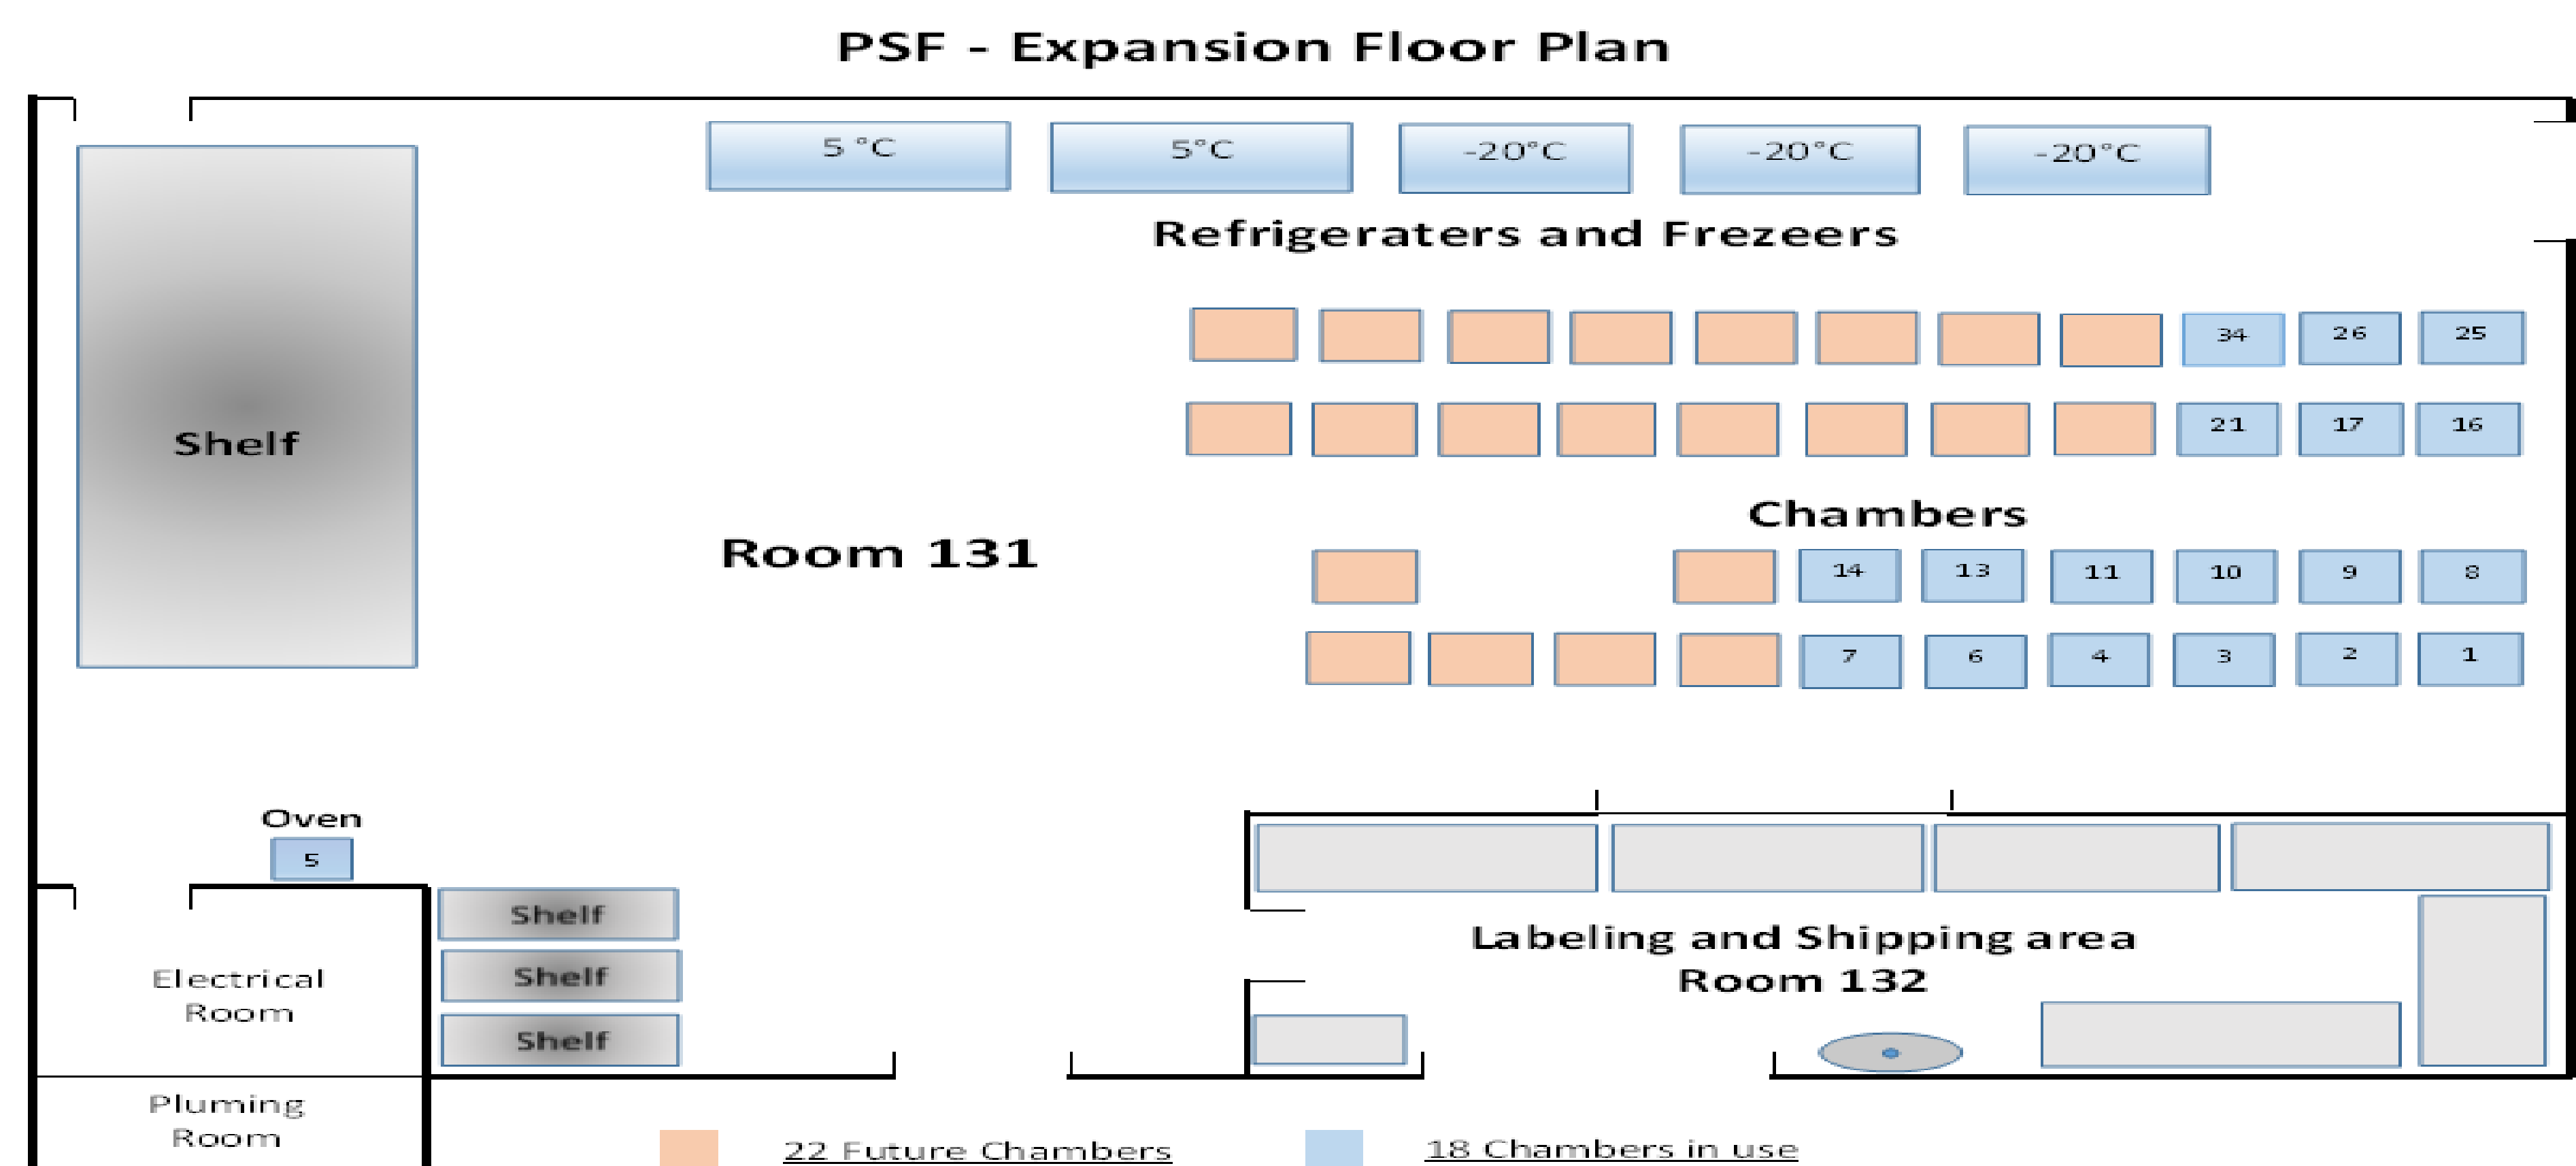 PSF - Expansion Floor Plan
5 °C
5°C
-20°C
-20°C
-20°C
Refrigeraters and Frezeers
34 26 25
21 17 16
Shelf
Chambers
Room 131
14 13 11 10 9 8
7 6 4 3 2 1
Oven
5
Shelf
Shelf
Shelf
Labeling and Shipping area
Room 132
Electrical
Room
Pluming
Room
22 Future Chambers
18 Chambers in use